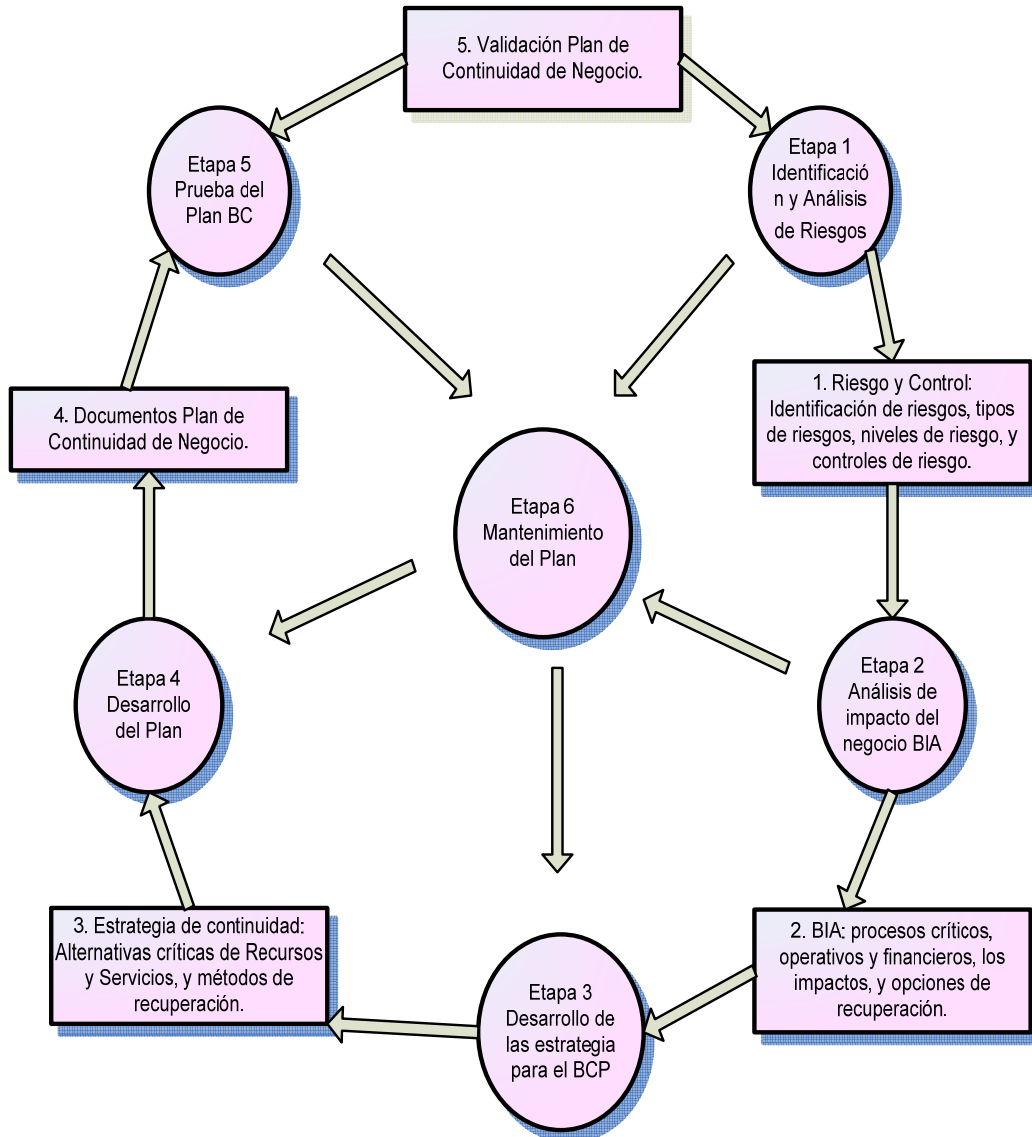 5. Validación Plan de
Continuidad de Negocio.
Etapa 5
Prueba del
Plan BC
Etapa 1
Identificació
n y Análisis
de Riesgos
4. Documentos Plan de
Continuidad de Negocio.
1. Riesgo y Control:
Identificación de riesgos, tipos
de riesgos, niveles de riesgo, y
controles de riesgo.
Etapa 6
Mantenimiento
del Plan
Etapa 4
Desarrollo
del Plan
Etapa 2
Análisis de
impacto del
negocio BIA
3. Estrategia de continuidad:
Alternativas críticas de Recursos
y Servicios, y métodos de
recuperación.
Etapa 3
Desarrollo de
las estrategia
para el BCP
2. BIA: procesos críticos,
operativos y financieros, los
impactos, y opciones de
recuperación.